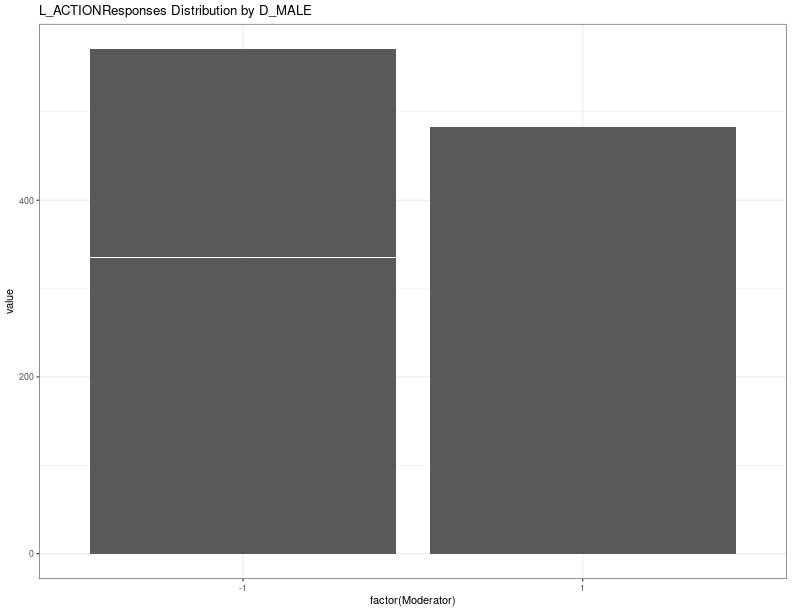 L_ACTIONResponses Distribution by D_MALE
value
400
200
0
-1
1
factor(Moderator)